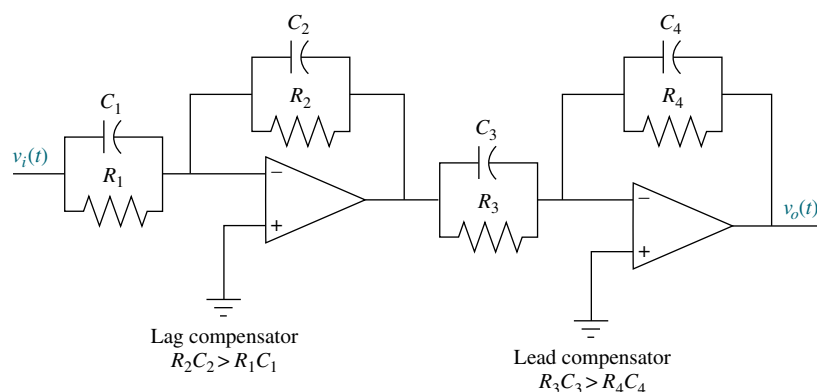 C₂
C₄
C₁
R₂
R₄
C₃
vᵢ(t)
R₁
−
R₃
−
vₒ(t)
+
+
Lag compensator
R₂C₂ > R₁C₁
Lead compensator
R₃C₃ > R₄C₄